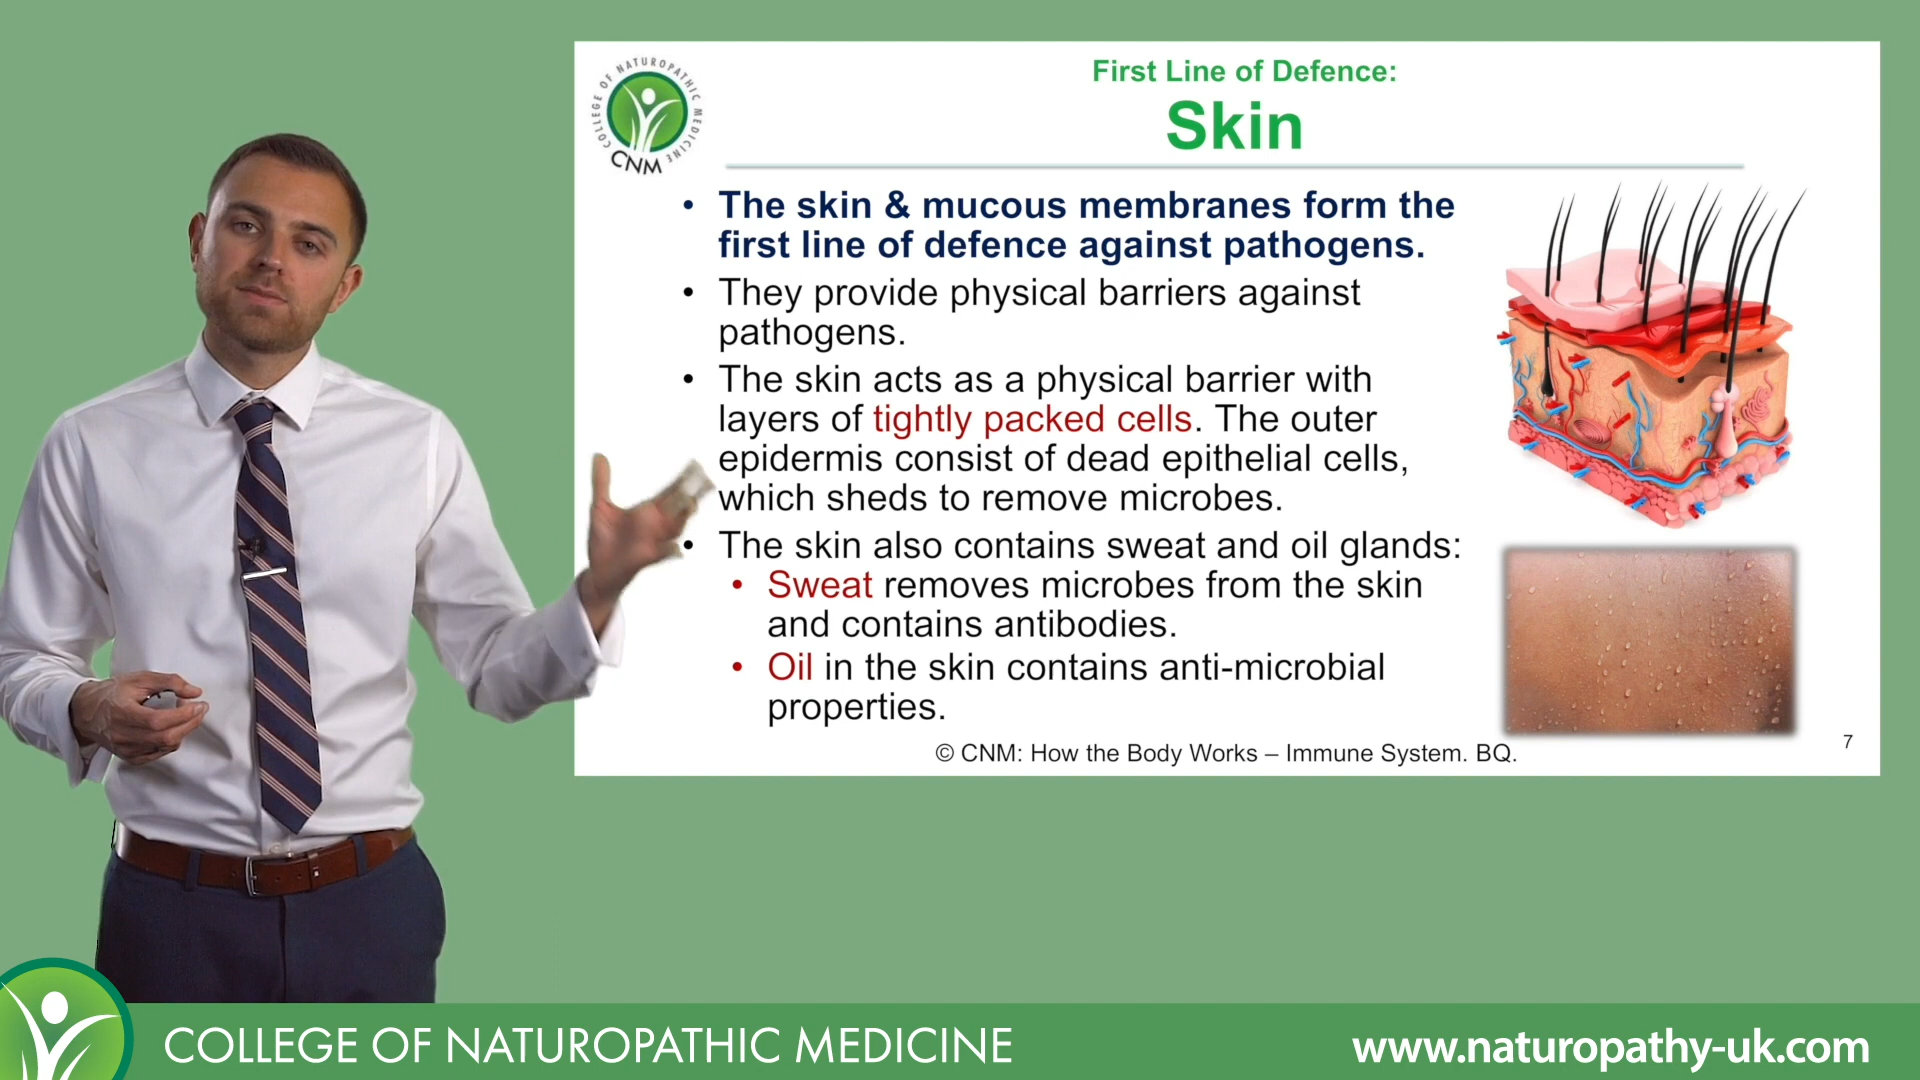 COLLEGE OF NATUROPATHIC MEDICINE
CNM
First Line of Defence:
Skin
• The skin & mucous membranes form the
first line of defence against pathogens.
• They provide physical barriers against
pathogens.
• The skin acts as a physical barrier with
layers of tightly packed cells. The outer
epidermis consist of dead epithelial cells,
which sheds to remove microbes.
• The skin also contains sweat and oil glands:
• Sweat removes microbes from the skin
and contains antibodies.
• Oil in the skin contains anti-microbial
properties.
© CNM: How the Body Works – Immune System. BQ.
7
COLLEGE OF NATUROPATHIC MEDICINE
www.naturopathy-uk.com